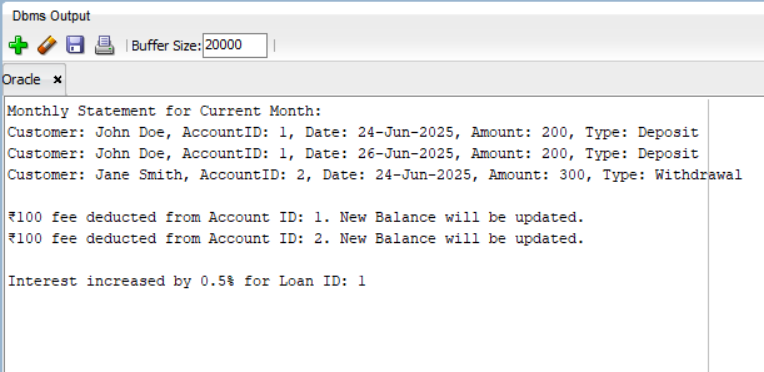 Dbms Output
Buffer Size: 20000
Oracle ×
Monthly Statement for Current Month:
Customer: John Doe, AccountID: 1, Date: 24-Jun-2025, Amount: 200, Type: Deposit
Customer: John Doe, AccountID: 1, Date: 26-Jun-2025, Amount: 200, Type: Deposit
Customer: Jane Smith, AccountID: 2, Date: 24-Jun-2025, Amount: 300, Type: Withdrawal
₹100 fee deducted from Account ID: 1. New Balance will be updated.
₹100 fee deducted from Account ID: 2. New Balance will be updated.
Interest increased by 0.5% for Loan ID: 1